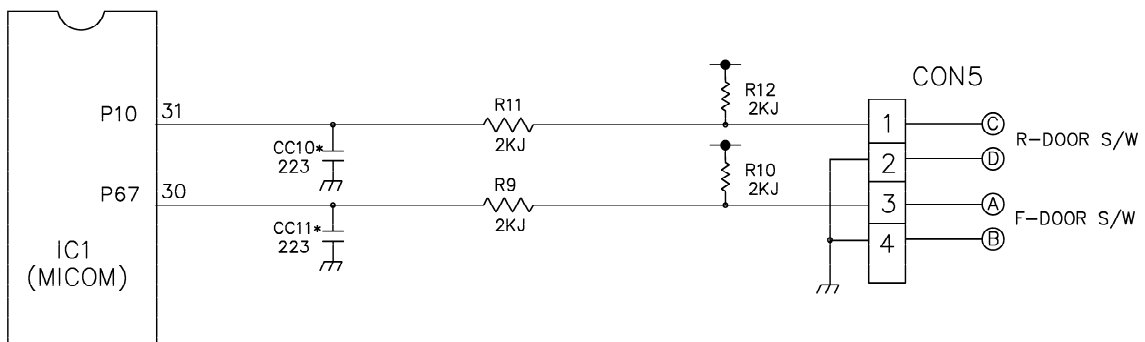 CON5
R12
2KJ
P10
31
R11
2KJ
1
C
R-DOOR S/W
CC10*
223
2
D
R10
2KJ
P67
30
R9
2KJ
3
A
F-DOOR S/W
CC11*
223
4
B
IC1
(MICOM)